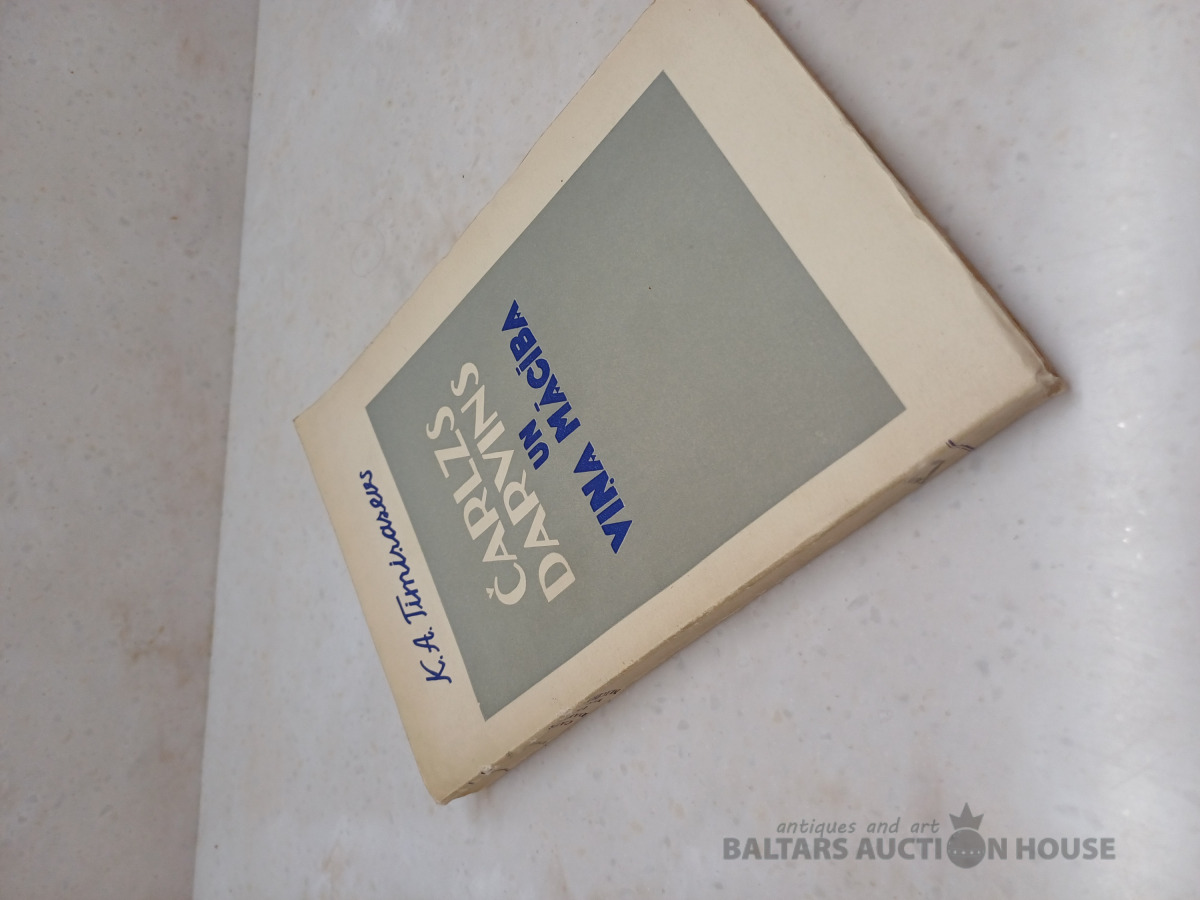 K. A. Timirazevs
ČARLZS
DARVINS
UN
VIŅA MĀCĪBA
antiques and art
BALTARS AUCTION HOUSE